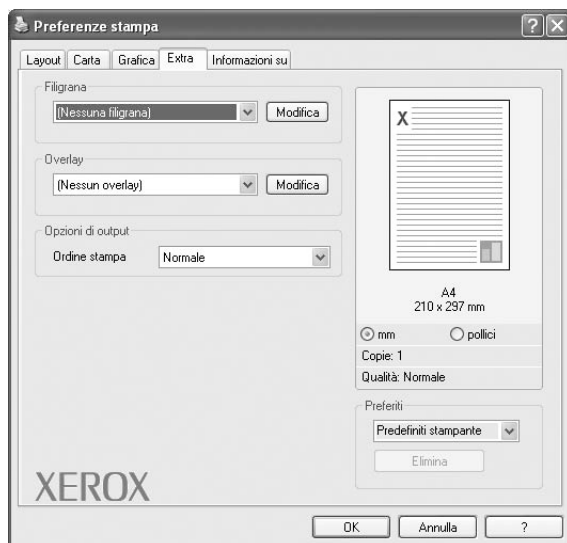 Preferenze stampa
Layout Carta Grafica Extra Informazioni su
Filigrana
(Nessuna filigrana) Modifica
Overlay
(Nessun overlay) Modifica
Opzioni di output
Ordine stampa Normale
X
A4
210 x 297 mm
mm pollici
Copie: 1
Qualità: Normale
Preferiti
Predefiniti stampante
Elimina
XEROX
OK Annulla ?